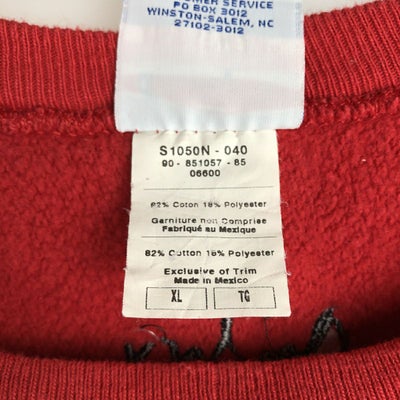 SERVICE
PO BOX 3012
WINSTON-SALEM, NC
27102-3012
S1050N - 040
90 - 851057 - 85
06600
82% Coton 18% Polyester
Garniture non Comprise
Fabriqué au Mexique
82% Cotton 18% Polyester
Exclusive of Trim
Made in Mexico
XL TG